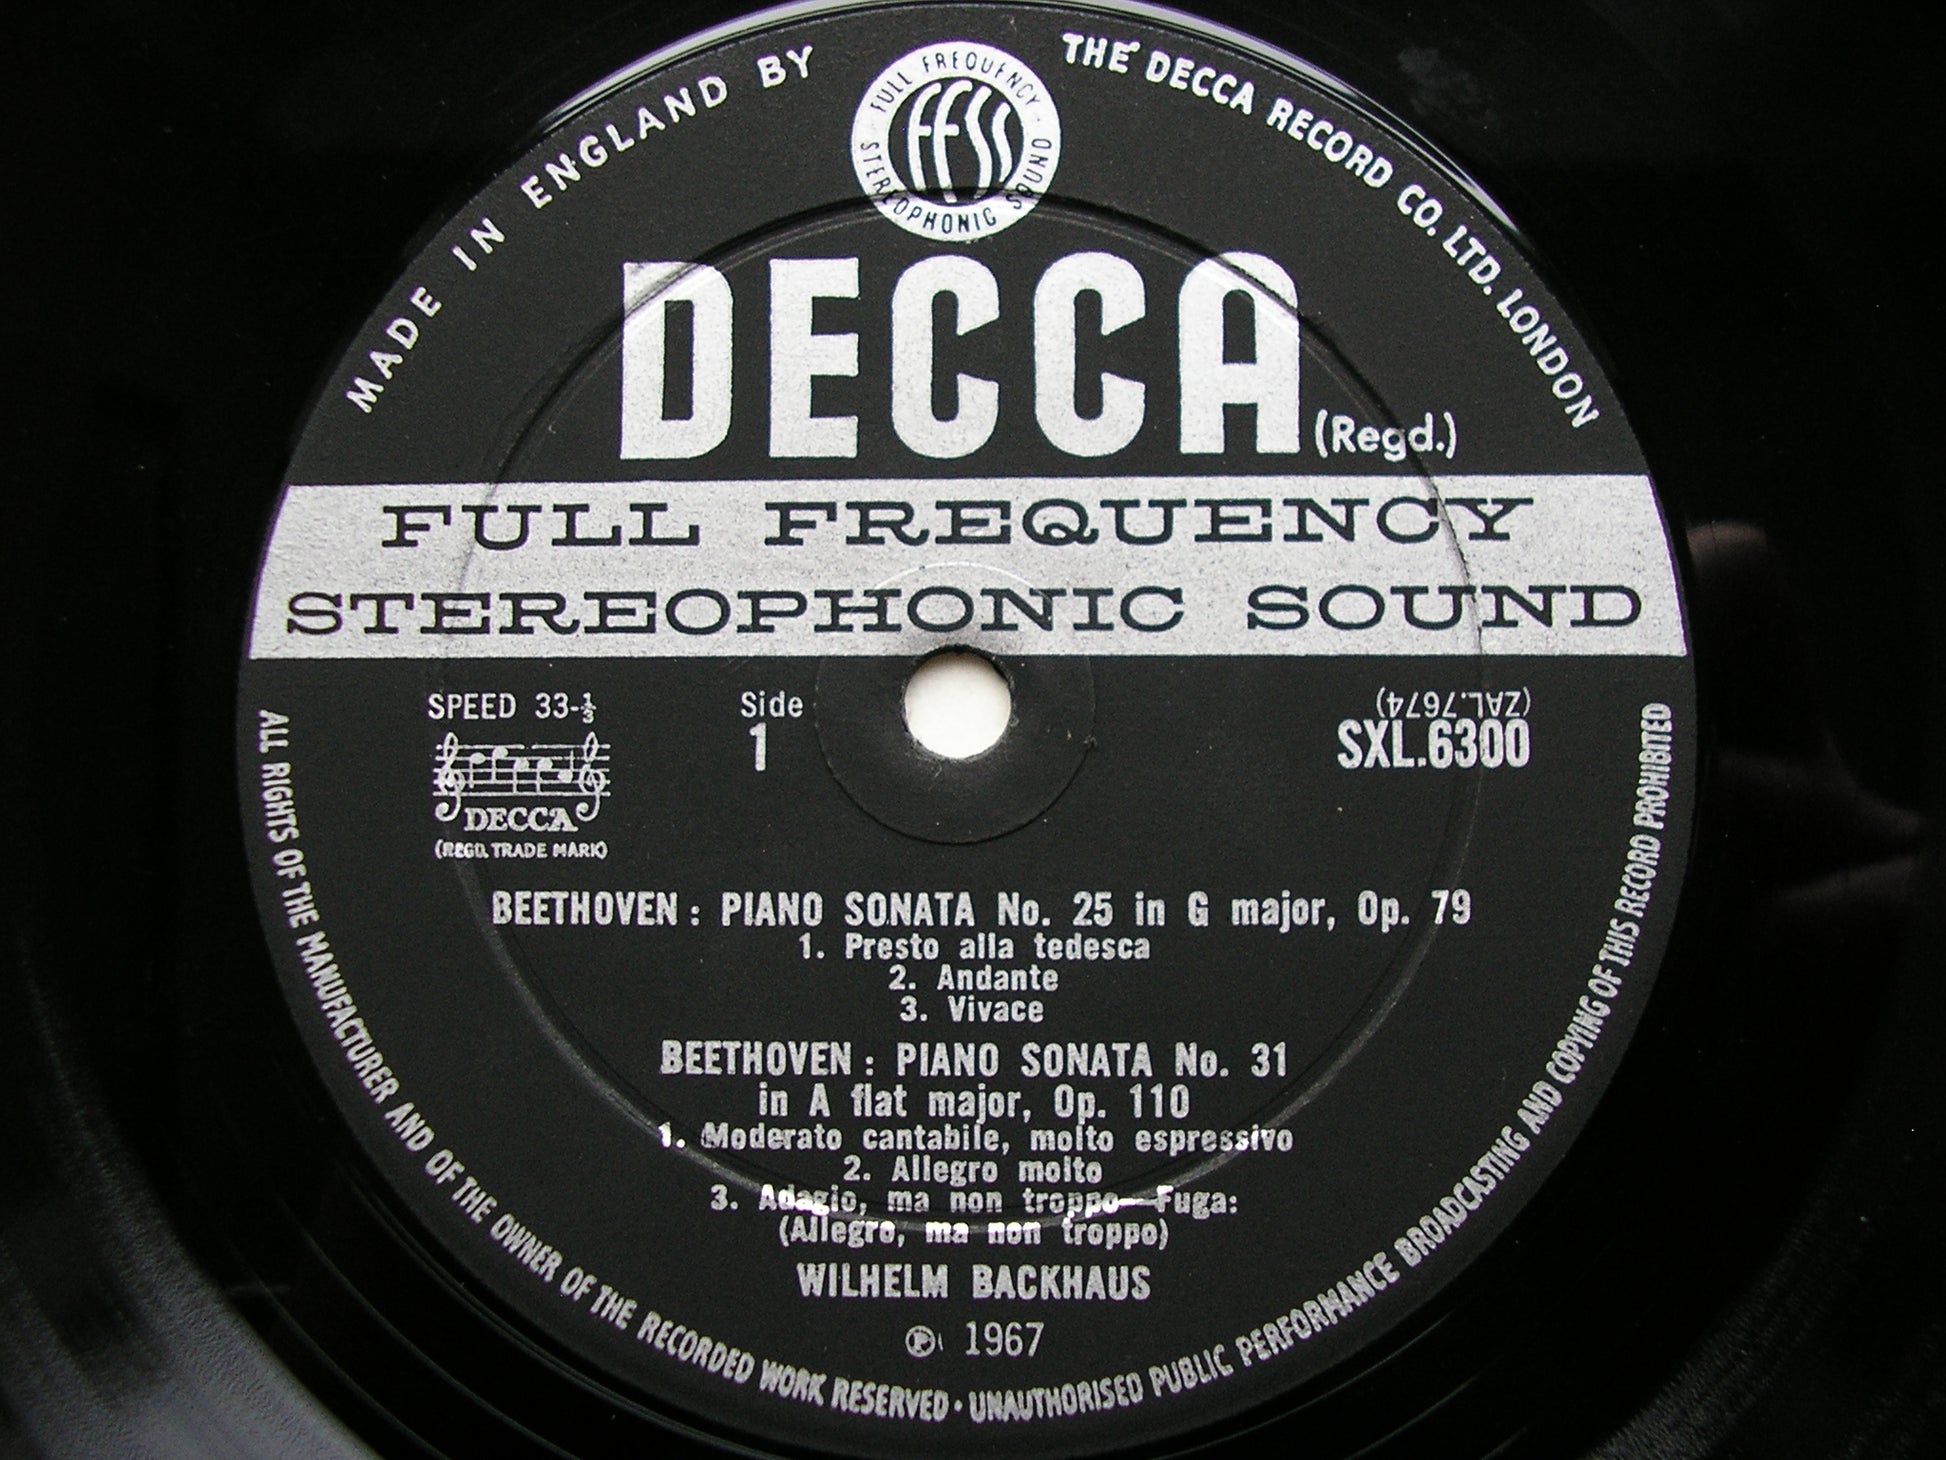 MADE IN ENGLAND BY
THE DECCA RECORD CO. LTD. LONDON
FULL FREQUENCY · STEREOPHONIC SOUND
FFSS
DECCA (Regd.)
FULL FREQUENCY
STEREOPHONIC SOUND
SPEED 33-⅓
Side
1
(ZAL.7674)
SXL.6300
DECCA
(REGD. TRADE MARK)
BEETHOVEN: PIANO SONATA No. 25 in G major, Op. 79
1. Presto alla tedesca
2. Andante
3. Vivace
BEETHOVEN: PIANO SONATA No. 31
in A flat major, Op. 110
1. Moderato cantabile, molto espressivo
2. Allegro molto
3. Adagio, ma non troppo—Fuga:
(Allegro, ma non troppo)
WILHELM BACKHAUS
℗ 1967
ALL RIGHTS OF THE MANUFACTURER AND OF THE OWNER OF THE RECORDED WORK RESERVED · UNAUTHORISED PUBLIC PERFORMANCE BROADCASTING AND COPYING OF THIS RECORD PROHIBITED